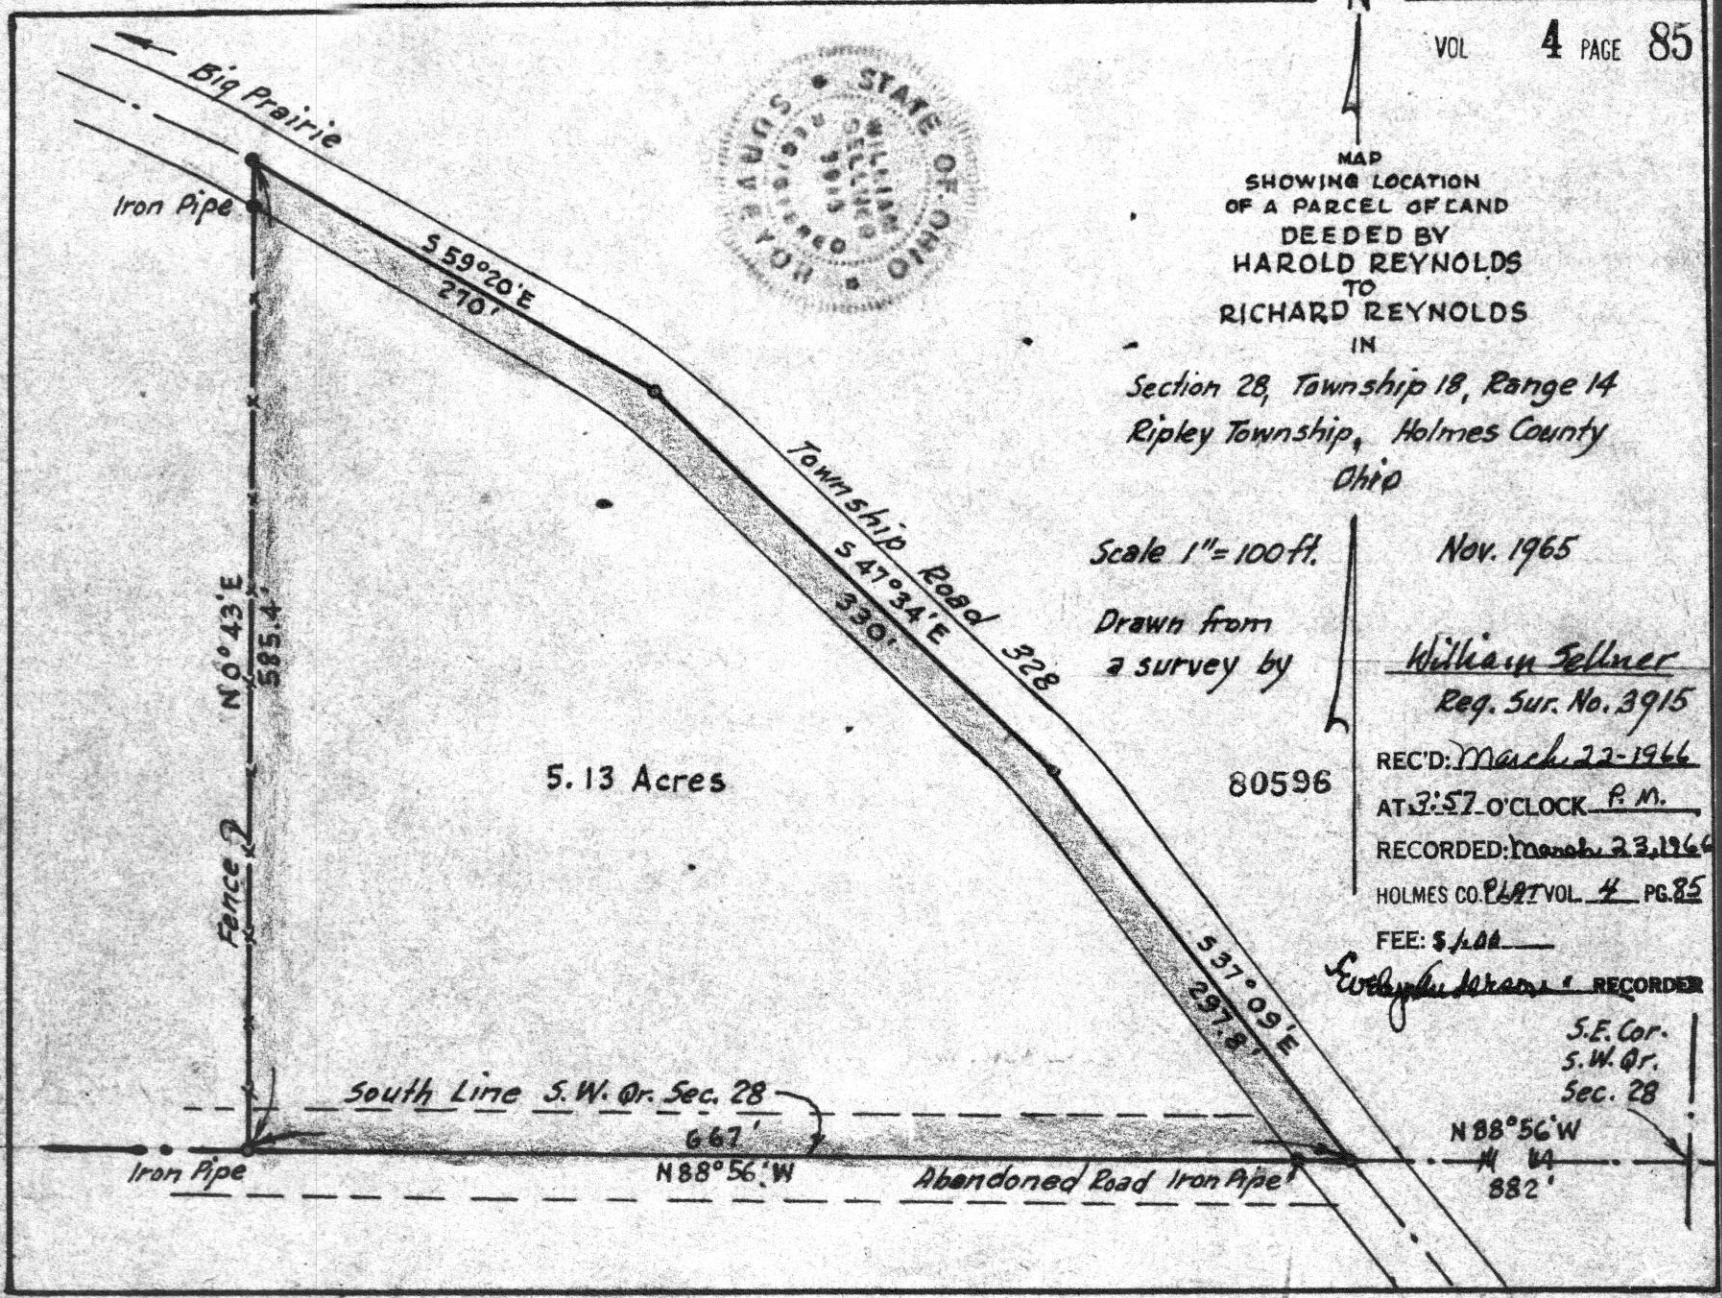 N
VOL 4 PAGE 85
MAP
SHOWING LOCATION
OF A PARCEL OF LAND
DEEDED BY
HAROLD REYNOLDS
TO
RICHARD REYNOLDS
IN
Section 28, Township 18, Range 14
Ripley Township, Holmes County
Ohio
Scale 1"=100ft.
Nov. 1965
Drawn from
a survey by
William Sellner
Reg. Sur. No. 3915
80596
REC'D: March 22-1966
AT 3:57 O'CLOCK P.M.
RECORDED: March 23, 1966
HOLMES CO. PLAT VOL. 4 PG. 85
FEE: $1.00
RECORDER
STATE OF OHIO
WILLIAM
SELLNER
3915
REGISTERED
SURVEYOR
Big Prairie
Iron Pipe
S 59°20'E
270'
Township Road 328
S 47°34'E
330'
N 0°43'E
585.4'
Fence
5.13 Acres
S 37°09'E
297.8'
S.E. Cor.
S.W. Qr.
Sec. 28
South Line S.W. Qr. Sec. 28
667'
N 88°56'W
Iron Pipe
Abandoned Road Iron Pipe
N 88°56'W
882'